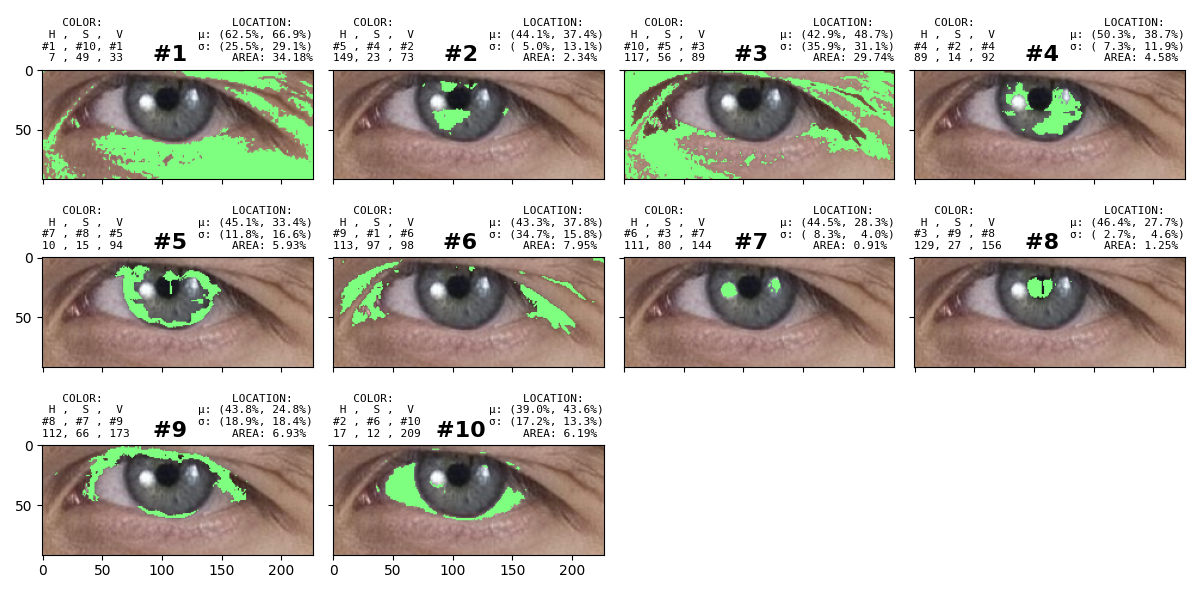 COLOR: LOCATION: COLOR: LOCATION: COLOR: LOCATION: COLOR: LOCATION:
H , S , V μ: (62.5%, 66.9%) H , S , V μ: (44.1%, 37.4%) H , S , V μ: (42.9%, 48.7%) H , S , V μ: (50.3%, 38.7%)
#1 , #10, #1 #1 σ: (25.5%, 29.1%) #5 , #4 , #2 #2 σ: ( 5.0%, 13.1%) #10, #5 , #3 #3 σ: (35.9%, 31.1%) #4 , #2 , #4 #4 σ: ( 7.3%, 11.9%)
7 , 49 , 33 AREA: 34.18% 149, 23 , 73 AREA: 2.34% 117, 56 , 89 AREA: 29.74% 89 , 14 , 92 AREA: 4.58%
0
50
COLOR: LOCATION: COLOR: LOCATION: COLOR: LOCATION: COLOR: LOCATION:
H , S , V μ: (45.1%, 33.4%) H , S , V μ: (43.3%, 37.8%) H , S , V μ: (44.5%, 28.3%) H , S , V μ: (46.4%, 27.7%)
#7 , #8 , #5 #5 σ: (11.8%, 16.6%) #9 , #1 , #6 #6 σ: (34.7%, 15.8%) #6 , #3 , #7 #7 σ: ( 8.3%, 4.0%) #3 , #9 , #8 #8 σ: ( 2.7%, 4.6%)
10 , 15 , 94 AREA: 5.93% 113, 97 , 98 AREA: 7.95% 111, 80 , 144 AREA: 0.91% 129, 27 , 156 AREA: 1.25%
0
50
COLOR: LOCATION: COLOR: LOCATION:
H , S , V μ: (43.8%, 24.8%) H , S , V μ: (39.0%, 43.6%)
#8 , #7 , #9 #9 σ: (18.9%, 18.4%) #2 , #6 , #10 #10 σ: (17.2%, 13.3%)
112, 66 , 173 AREA: 6.93% 17 , 12 , 209 AREA: 6.19%
0
50
0 50 100 150 200 0 50 100 150 200